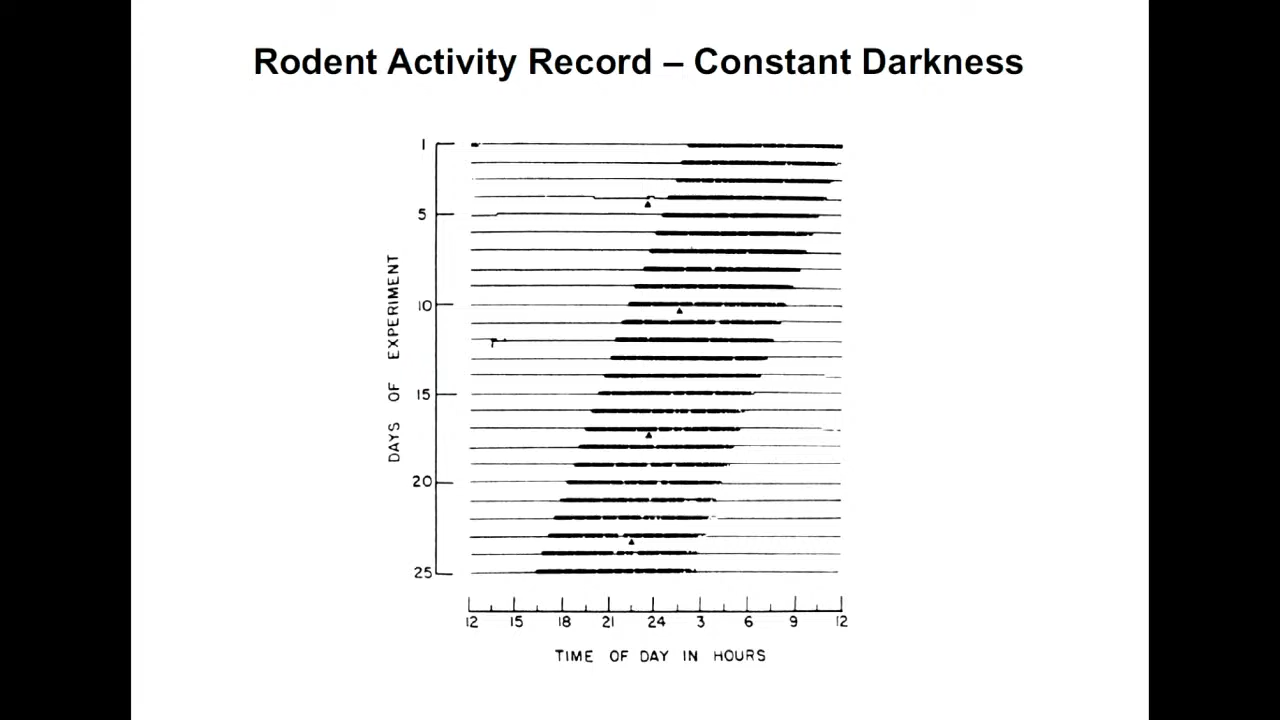 Rodent Activity Record – Constant Darkness
1
5
10
15
20
25
DAYS OF EXPERIMENT
12 15 18 21 24 3 6 9 12
TIME OF DAY IN HOURS